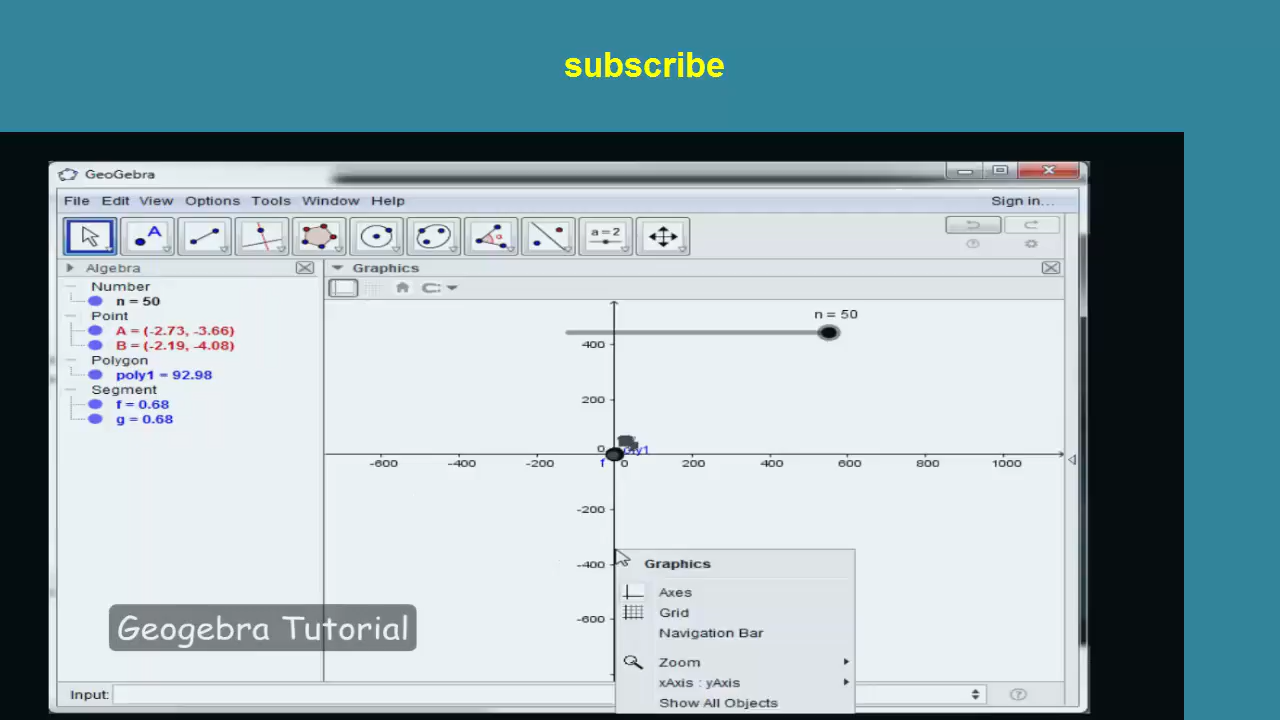 subscribe
GeoGebra
File Edit View Options Tools Window Help
Sign in...
A
a = 2
Algebra
Graphics
Number
n = 50
Point
A = (-2.73, -3.66)
B = (-2.19, -4.08)
Polygon
poly1 = 92.98
Segment
f = 0.68
g = 0.68
n = 50
400
200
0
poly1
-600 -400 -200 f 0 200 400 600 800 1000
-200
-400
-600
Graphics
Axes
Grid
Navigation Bar
Zoom
xAxis : yAxis
Show All Objects
Geogebra Tutorial
Input: